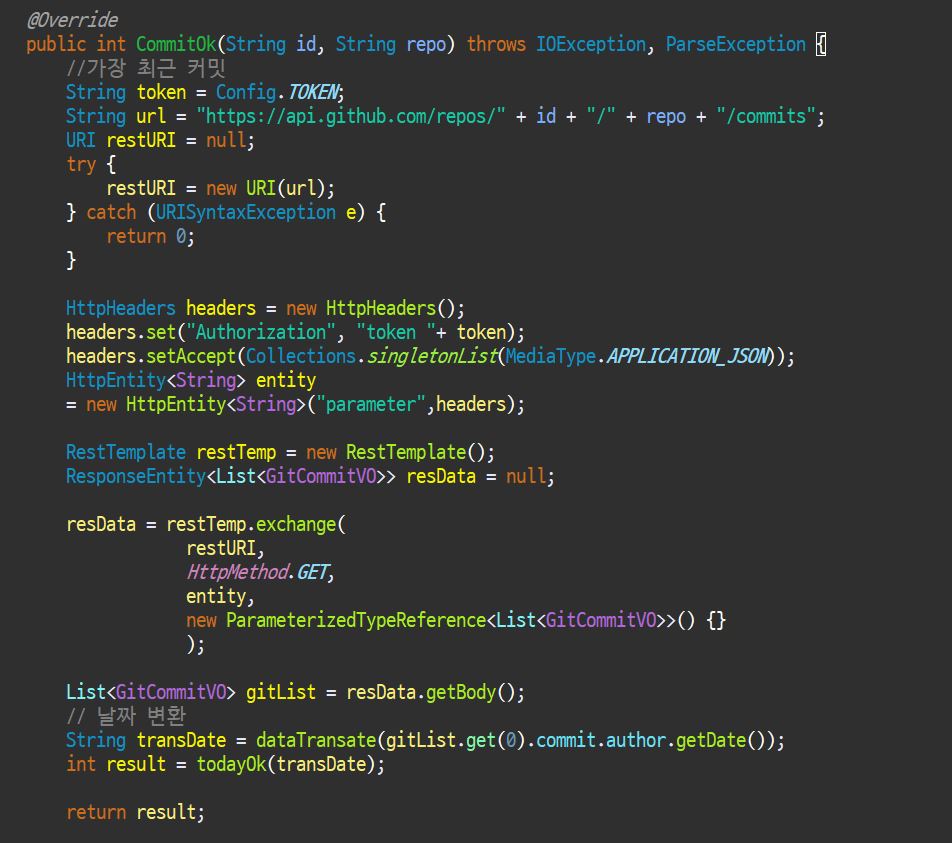 @Override
public int CommitOk(String id, String repo) throws IOException, ParseException {
//가장 최근 커밋
String token = Config.TOKEN;
String url = "https://api.github.com/repos/" + id + "/" + repo + "/commits";
URI restURI = null;
try {
restURI = new URI(url);
} catch (URISyntaxException e) {
return 0;
}
HttpHeaders headers = new HttpHeaders();
headers.set("Authorization", "token "+ token);
headers.setAccept(Collections.singletonList(MediaType.APPLICATION_JSON));
HttpEntity<String> entity
= new HttpEntity<String>("parameter",headers);
RestTemplate restTemp = new RestTemplate();
ResponseEntity<List<GitCommitVO>> resData = null;
resData = restTemp.exchange(
restURI,
HttpMethod.GET,
entity,
new ParameterizedTypeReference<List<GitCommitVO>>() {}
);
List<GitCommitVO> gitList = resData.getBody();
// 날짜 변환
String transDate = dataTransate(gitList.get(0).commit.author.getDate());
int result = todayOk(transDate);
return result;